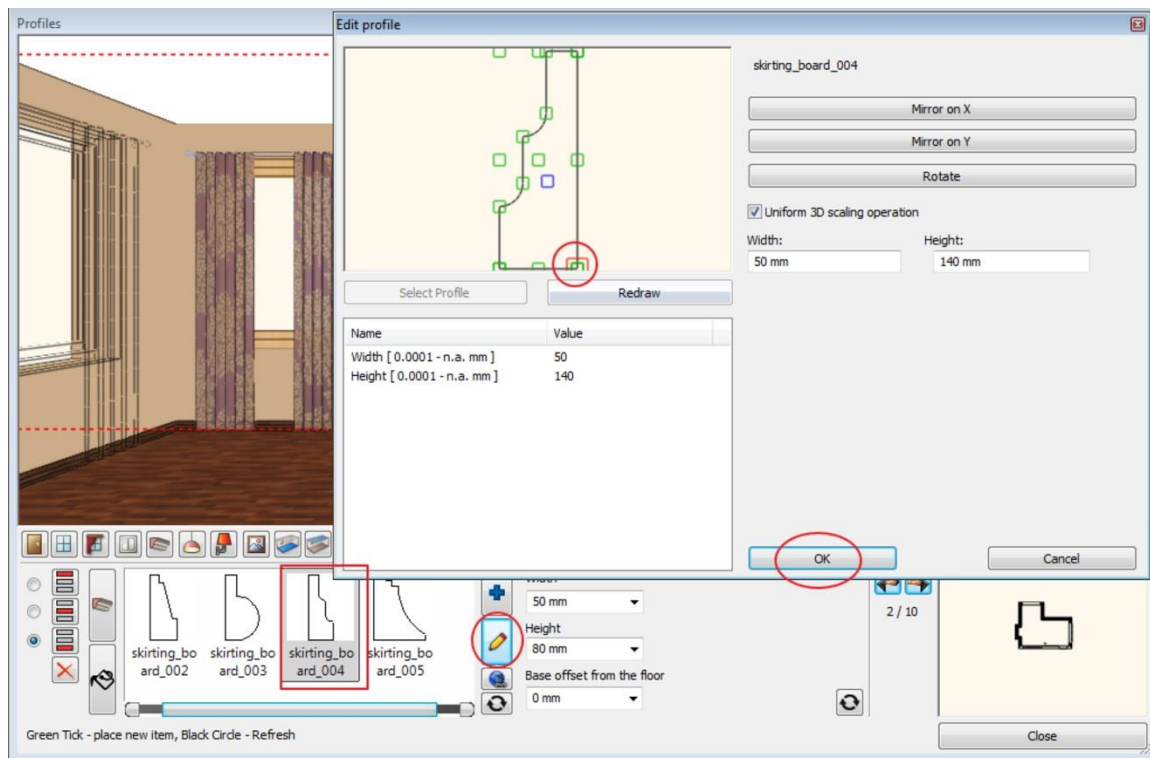 Profiles
Edit profile
skirting_board_004
Mirror on X
Mirror on Y
Rotate
Uniform 3D scaling operation
Width: Height:
50 mm 140 mm
Select Profile Redraw
Name Value
Width [ 0.0001 - n.a. mm ] 50
Height [ 0.0001 - n.a. mm ] 140
OK Cancel
skirting_bo
ard_002
skirting_bo
ard_003
skirting_bo
ard_004
skirting_bo
ard_005
Width
50 mm
Height
80 mm
Base offset from the floor
0 mm
2 / 10
Green Tick - place new item, Black Circle - Refresh
Close